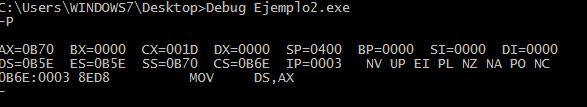 C:\Users\WINDOWS7\Desktop>Debug Ejemplo2.exe
-P
AX=0B70 BX=0000 CX=001D DX=0000 SP=0400 BP=0000 SI=0000 DI=0000
DS=0B5E ES=0B5E SS=0B70 CS=0B6E IP=0003 NV UP EI PL NZ NA PO NC
0B6E:0003 8ED8 MOV DS,AX
-